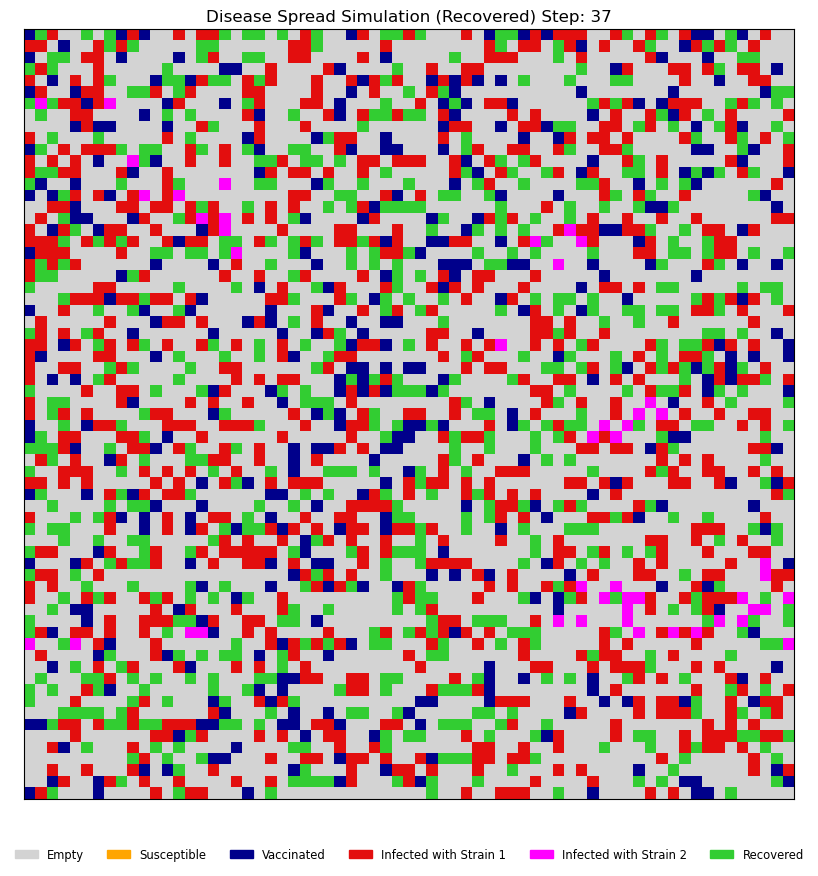 Disease Spread Simulation (Recovered) Step: 37
Empty Susceptible Vaccinated Infected with Strain 1 Infected with Strain 2 Recovered